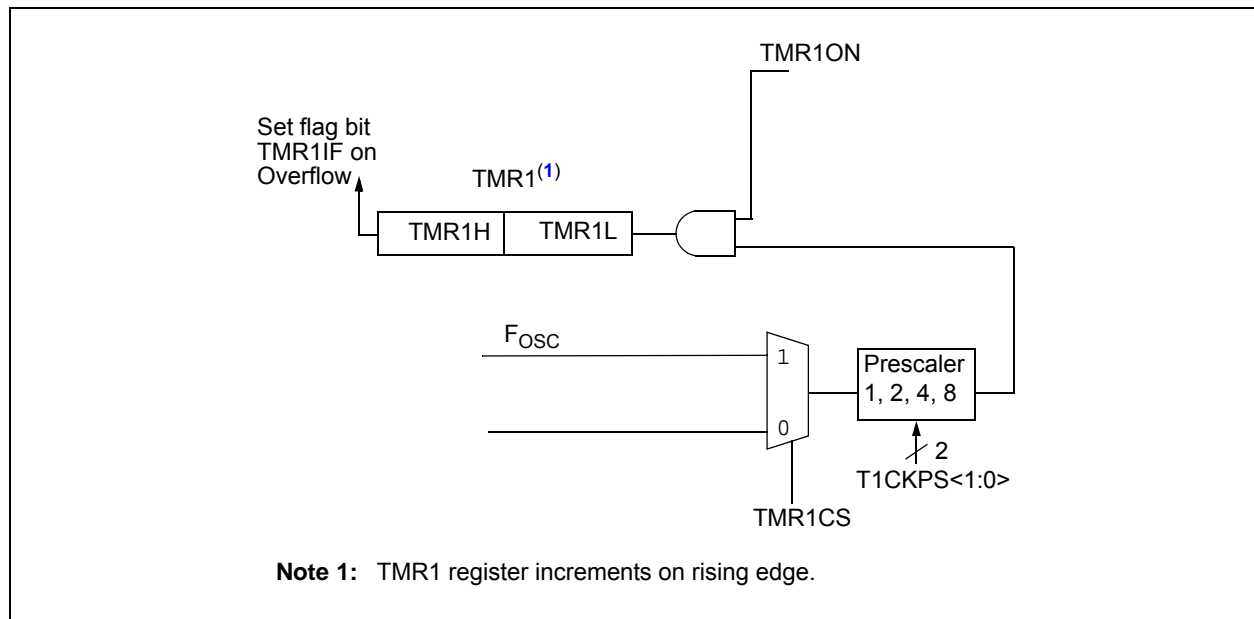 TMR1ON
Set flag bit
TMR1IF on
Overflow
TMR1(1)
TMR1H TMR1L
FOSC
1
Prescaler
1, 2, 4, 8
0
2
T1CKPS<1:0>
TMR1CS
Note 1: TMR1 register increments on rising edge.